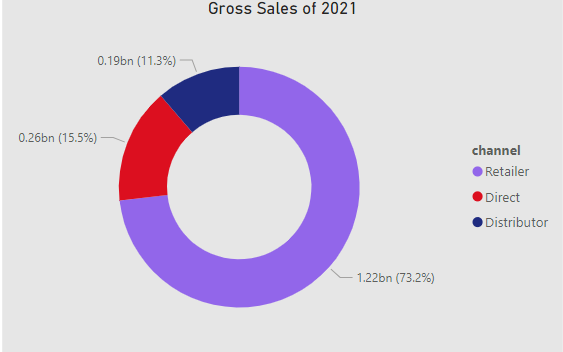 Gross Sales of 2021
0.19bn (11.3%)
0.26bn (15.5%)
1.22bn (73.2%)
channel
Retailer
Direct
Distributor